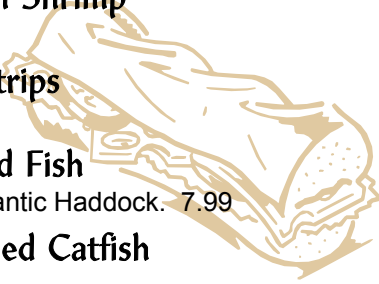 Shrimp
trips
d Fish
antic Haddock. 7.99
ed Catfish